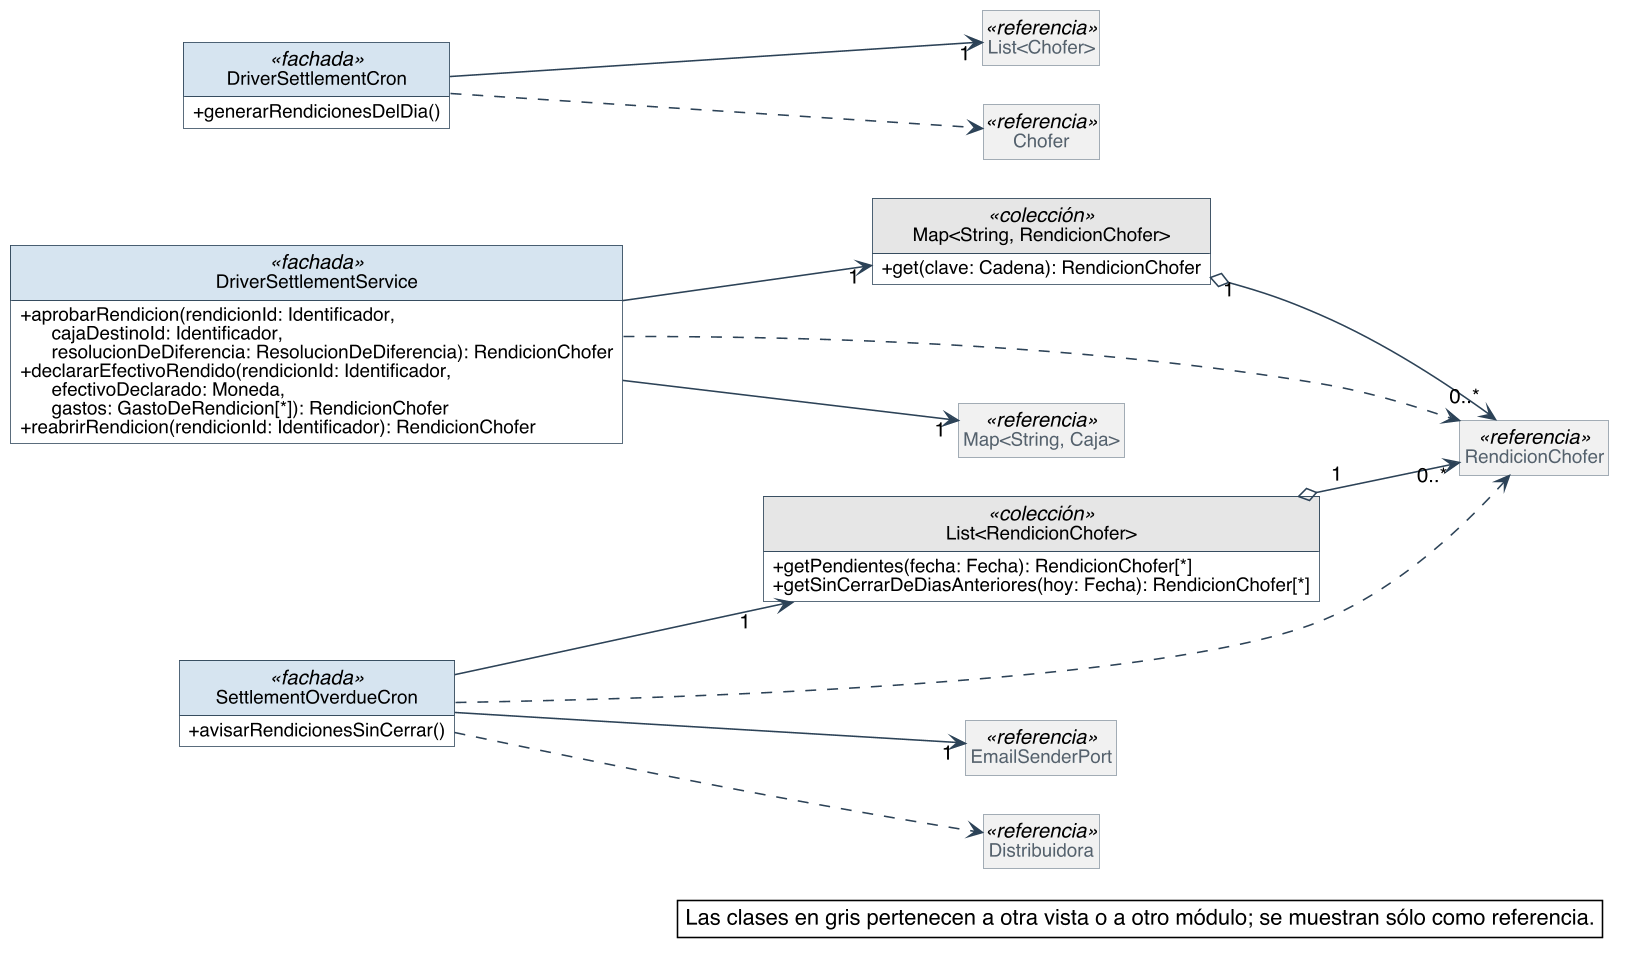 «referencia»
List<Chofer>
1
«fachada»
DriverSettlementCron
+generarRendicionesDelDia()
«referencia»
Chofer
«colección»
Map<String, RendicionChofer>
+get(clave: Cadena): RendicionChofer
1
1
«fachada»
DriverSettlementService
+aprobarRendicion(rendicionId: Identificador,
cajaDestinoId: Identificador,
resolucionDeDiferencia: ResolucionDeDiferencia): RendicionChofer
+declararEfectivoRendido(rendicionId: Identificador,
efectivoDeclarado: Moneda,
gastos: GastoDeRendicion[*]): RendicionChofer
+reabrirRendicion(rendicionId: Identificador): RendicionChofer
«referencia»
Map<String, Caja>
1
0..*
«referencia»
RendicionChofer
1
0..*
«colección»
List<RendicionChofer>
+getPendientes(fecha: Fecha): RendicionChofer[*]
+getSinCerrarDeDiasAnteriores(hoy: Fecha): RendicionChofer[*]
1
«fachada»
SettlementOverdueCron
+avisarRendicionesSinCerrar()
«referencia»
EmailSenderPort
1
«referencia»
Distribuidora
Las clases en gris pertenecen a otra vista o a otro módulo; se muestran sólo como referencia.